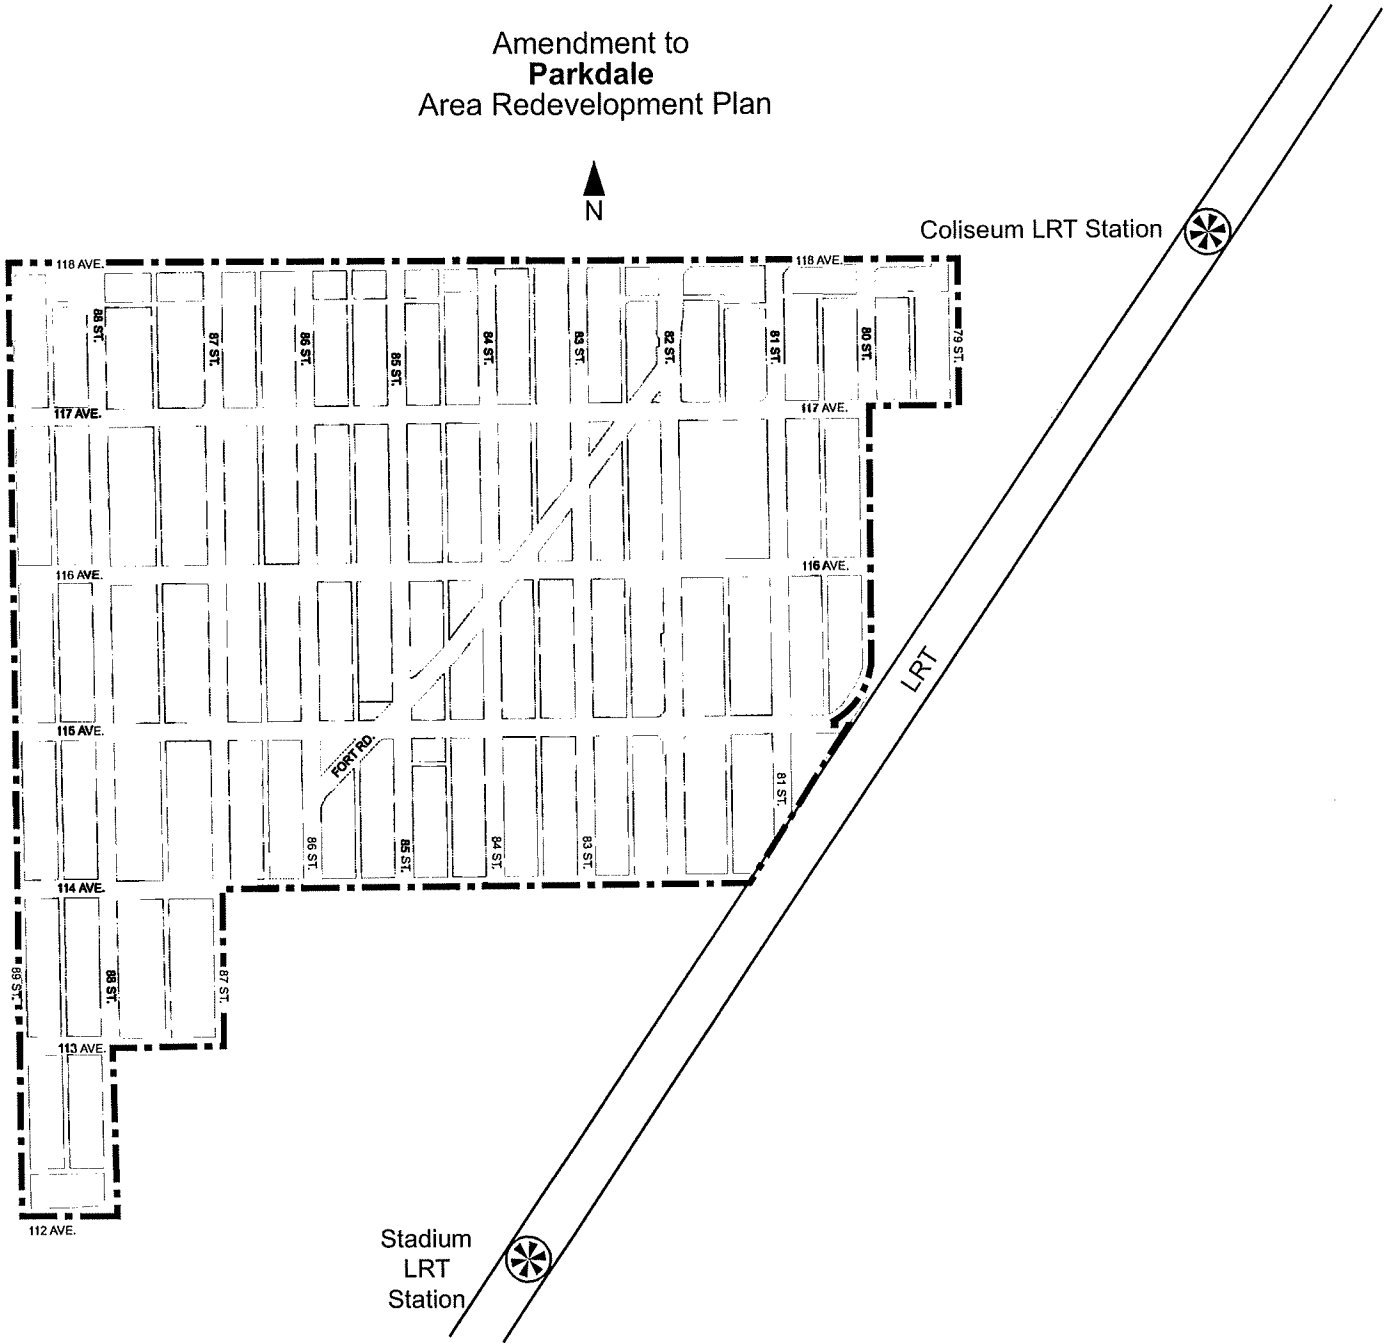 Amendment to
Parkdale
Area Redevelopment Plan
N
Coliseum LRT Station
118 AVE.
118 AVE.
88 ST.
87 ST.
86 ST.
85 ST.
84 ST.
83 ST.
82 ST.
81 ST.
80 ST.
79 ST.
117 AVE.
117 AVE.
116 AVE.
116 AVE.
LRT
115 AVE.
FORT RD.
81 ST.
86 ST.
85 ST.
84 ST.
83 ST.
114 AVE.
89 ST.
88 ST.
87 ST.
113 AVE.
112 AVE.
Stadium
LRT
Station